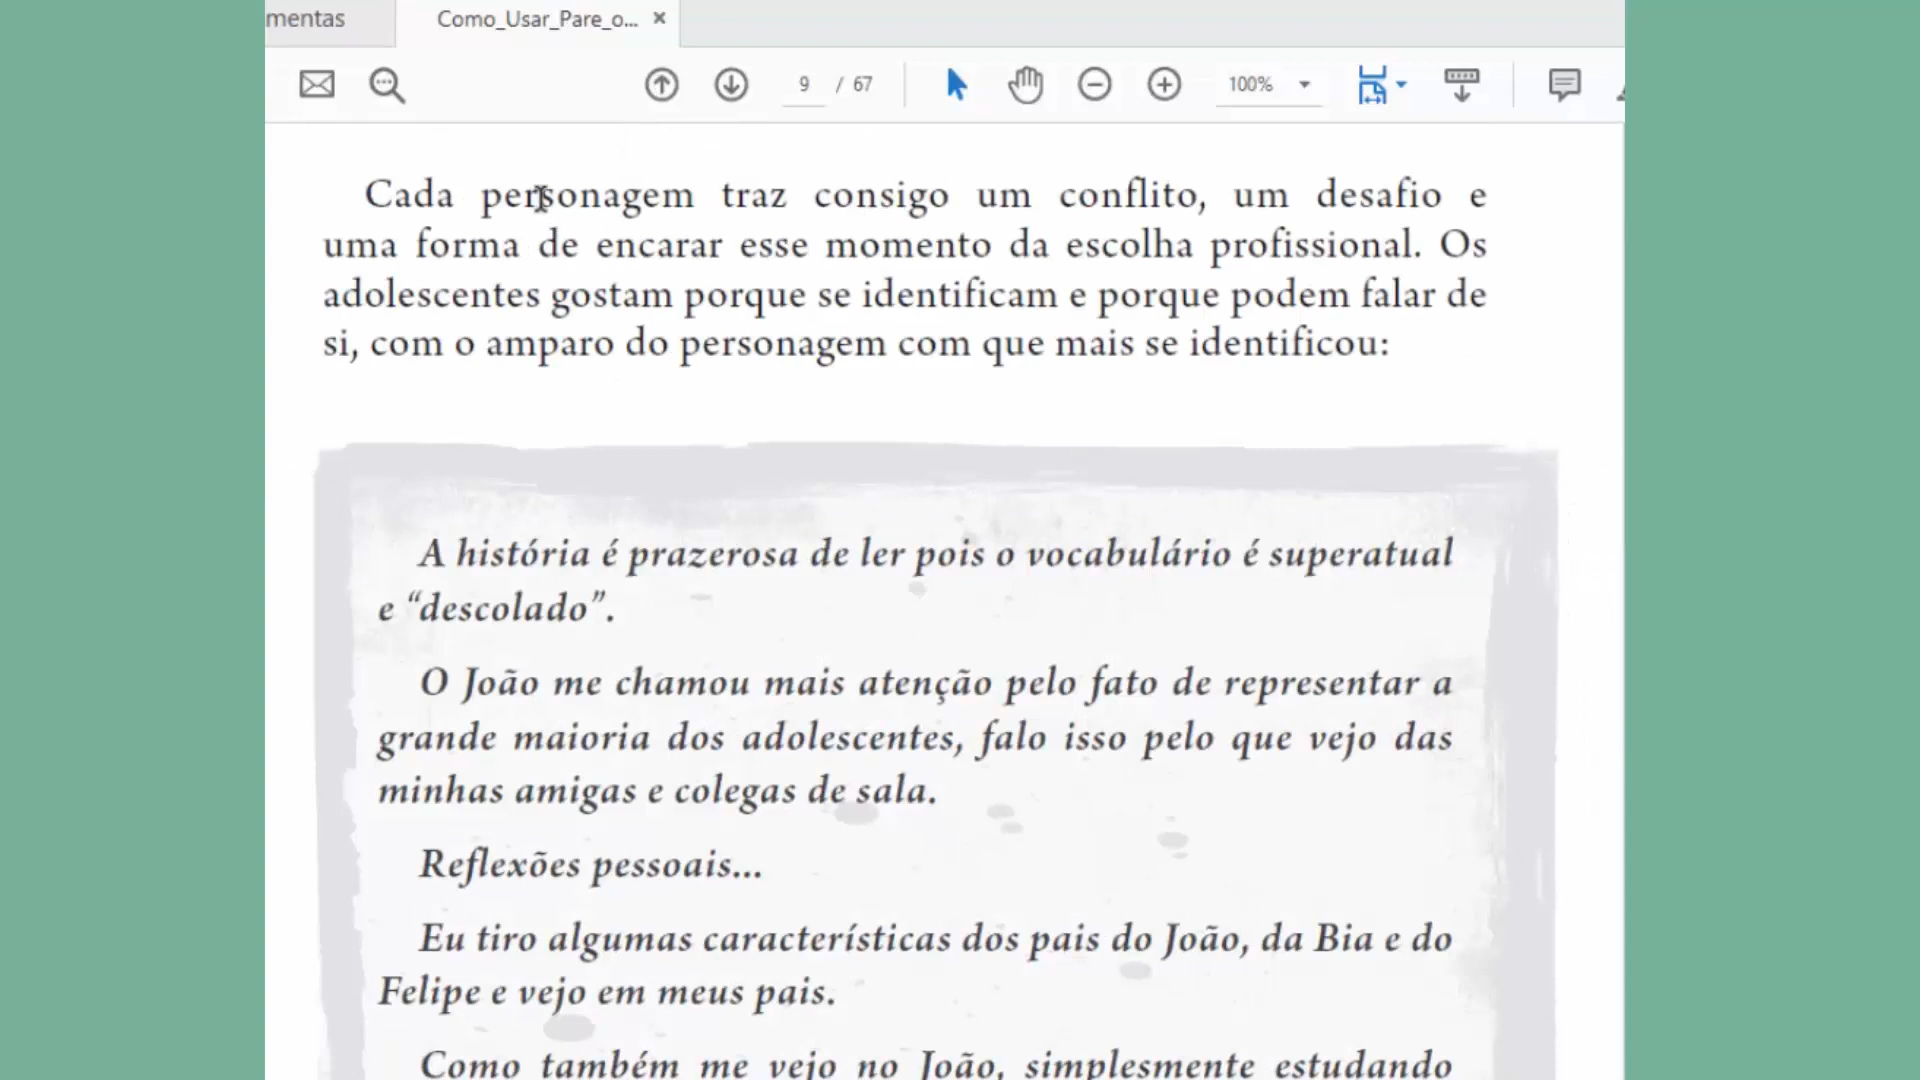 mentas
Como_Usar_Pare_o...
9 / 67
100%
Cada personagem traz consigo um conflito, um desafio e
uma forma de encarar esse momento da escolha profissional. Os
adolescentes gostam porque se identificam e porque podem falar de
si, com o amparo do personagem com que mais se identificou:
A história é prazerosa de ler pois o vocabulário é superatual
e “descolado”.
O João me chamou mais atenção pelo fato de representar a
grande maioria dos adolescentes, falo isso pelo que vejo das
minhas amigas e colegas de sala.
Reflexões pessoais...
Eu tiro algumas características dos pais do João, da Bia e do
Felipe e vejo em meus pais.
Como também me vejo no João, simplesmente estudando